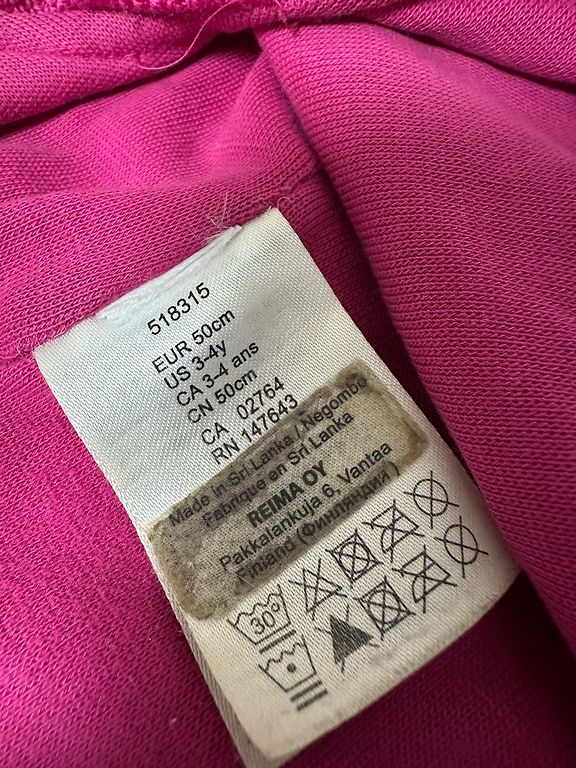 518315
EUR 50cm
US 3-4y
CA 3-4 ans
CN 50cm
CA 02764
RN 147643
Made in Sri Lanka / Negombo
Fabriqué en Sri Lanka
REIMA OY
Pakkalankuja 6, Vantaa
Finland (Финляндия)
30°